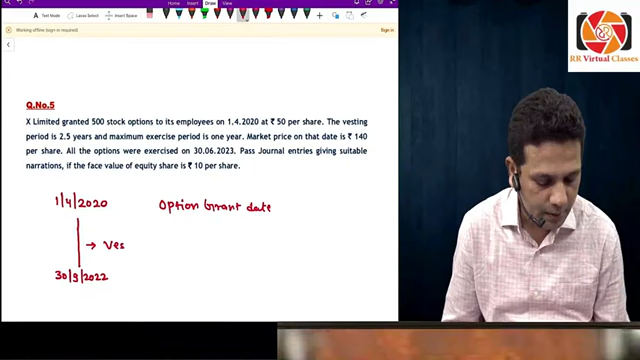 Home Insert Draw View
Text Mode Lasso Select Insert Space
Working offline (sign in required)
Sign in
RR Virtual Classes
Q.No.5
X Limited granted 500 stock options to its employees on 1.4.2020 at ₹ 50 per share. The
vesting period is 2.5 years and maximum exercise period is one year. Market price on that date is ₹ 140
per share. All the options were exercised on 30.06.2023. Pass Journal entries giving suitable
narrations, if the face value of equity share is ₹ 10 per share.
1/4/2020 Option Grant date
→ Ves
30/9/2022